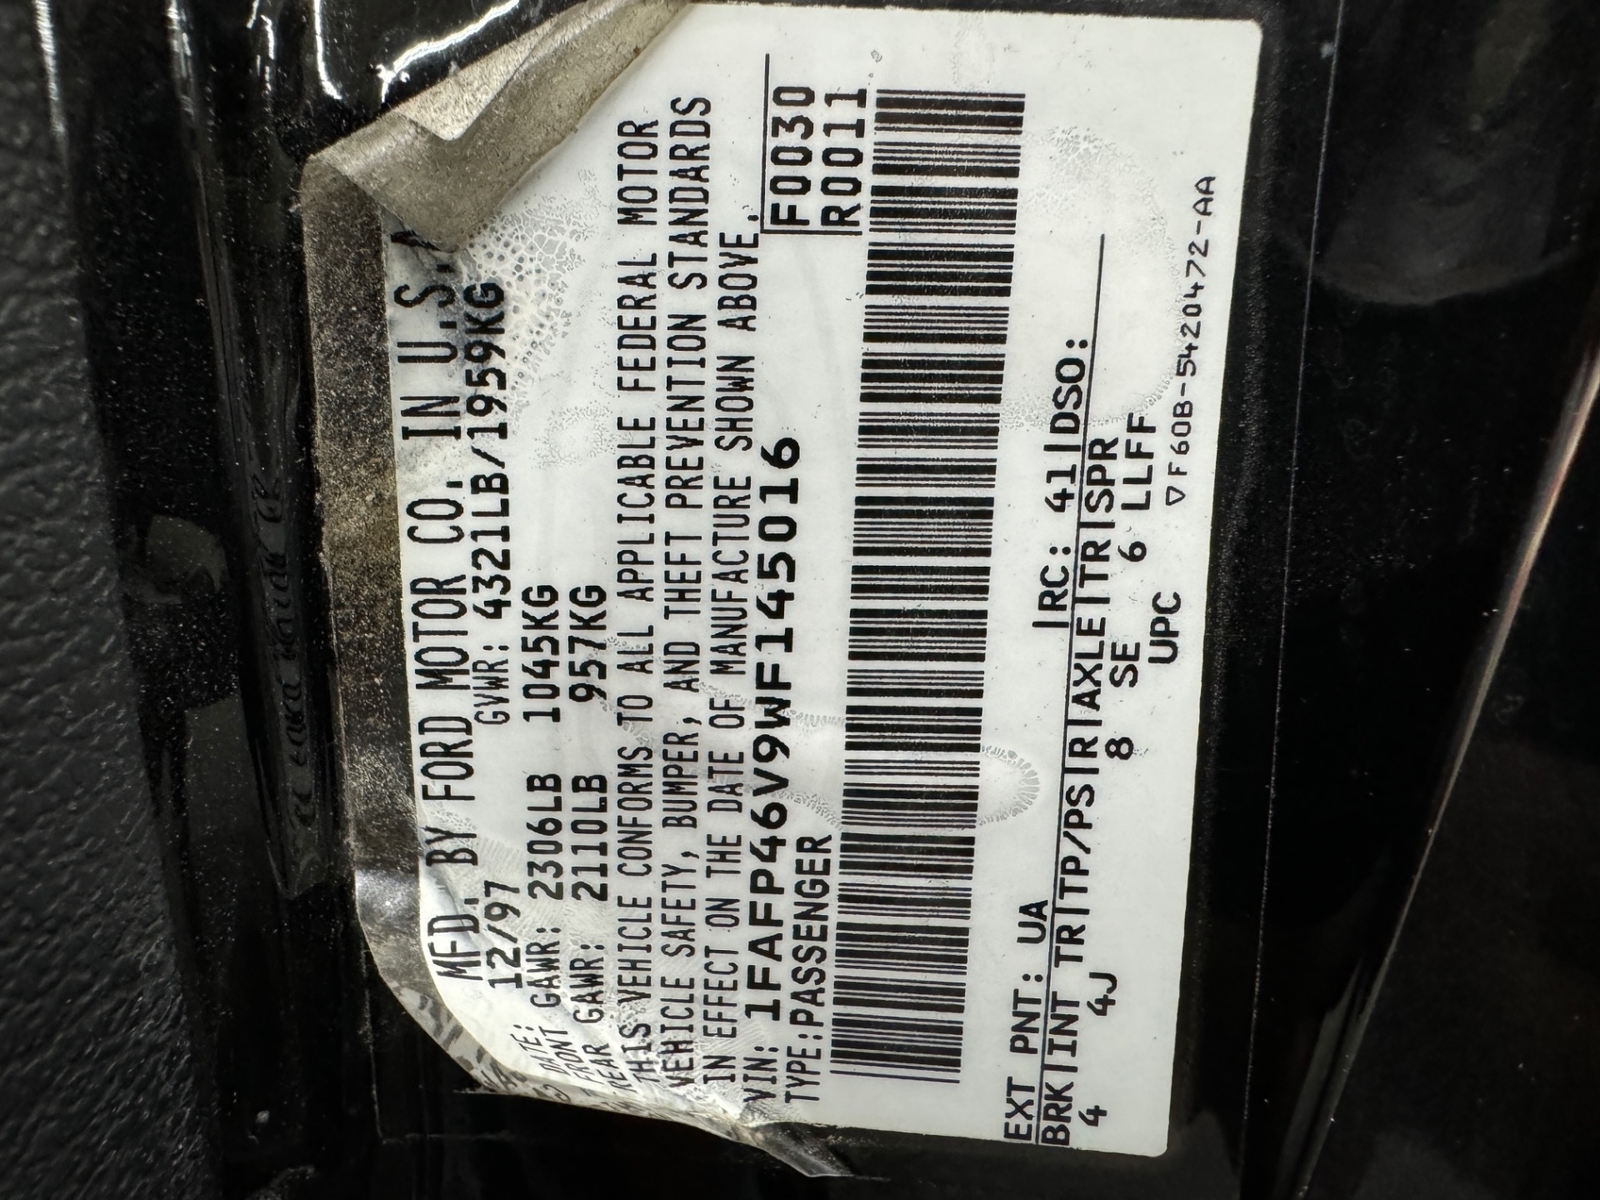 MFD. BY FORD MOTOR CO. IN U.S.A
DATE: 12/97 GVWR: 4321LB/1959KG
FRONT GAWR: 2306LB 1045KG
REAR GAWR: 2110LB 957KG
THIS VEHICLE CONFORMS TO ALL APPLICABLE FEDERAL MOTOR
VEHICLE SAFETY, BUMPER, AND THEFT PREVENTION STANDARDS
IN EFFECT ON THE DATE OF MANUFACTURE SHOWN ABOVE.
VIN: 1FAFP46V9WF145016
F0030
TYPE:PASSENGER
R0011
EXT PNT: UA |RC: 41|DSO:
BRK|INT TR|TP/PS|R|AXLE|TR|SPR
4 4J 8 SE 6 LLFF
UPC
▽F60B-5420472-AA